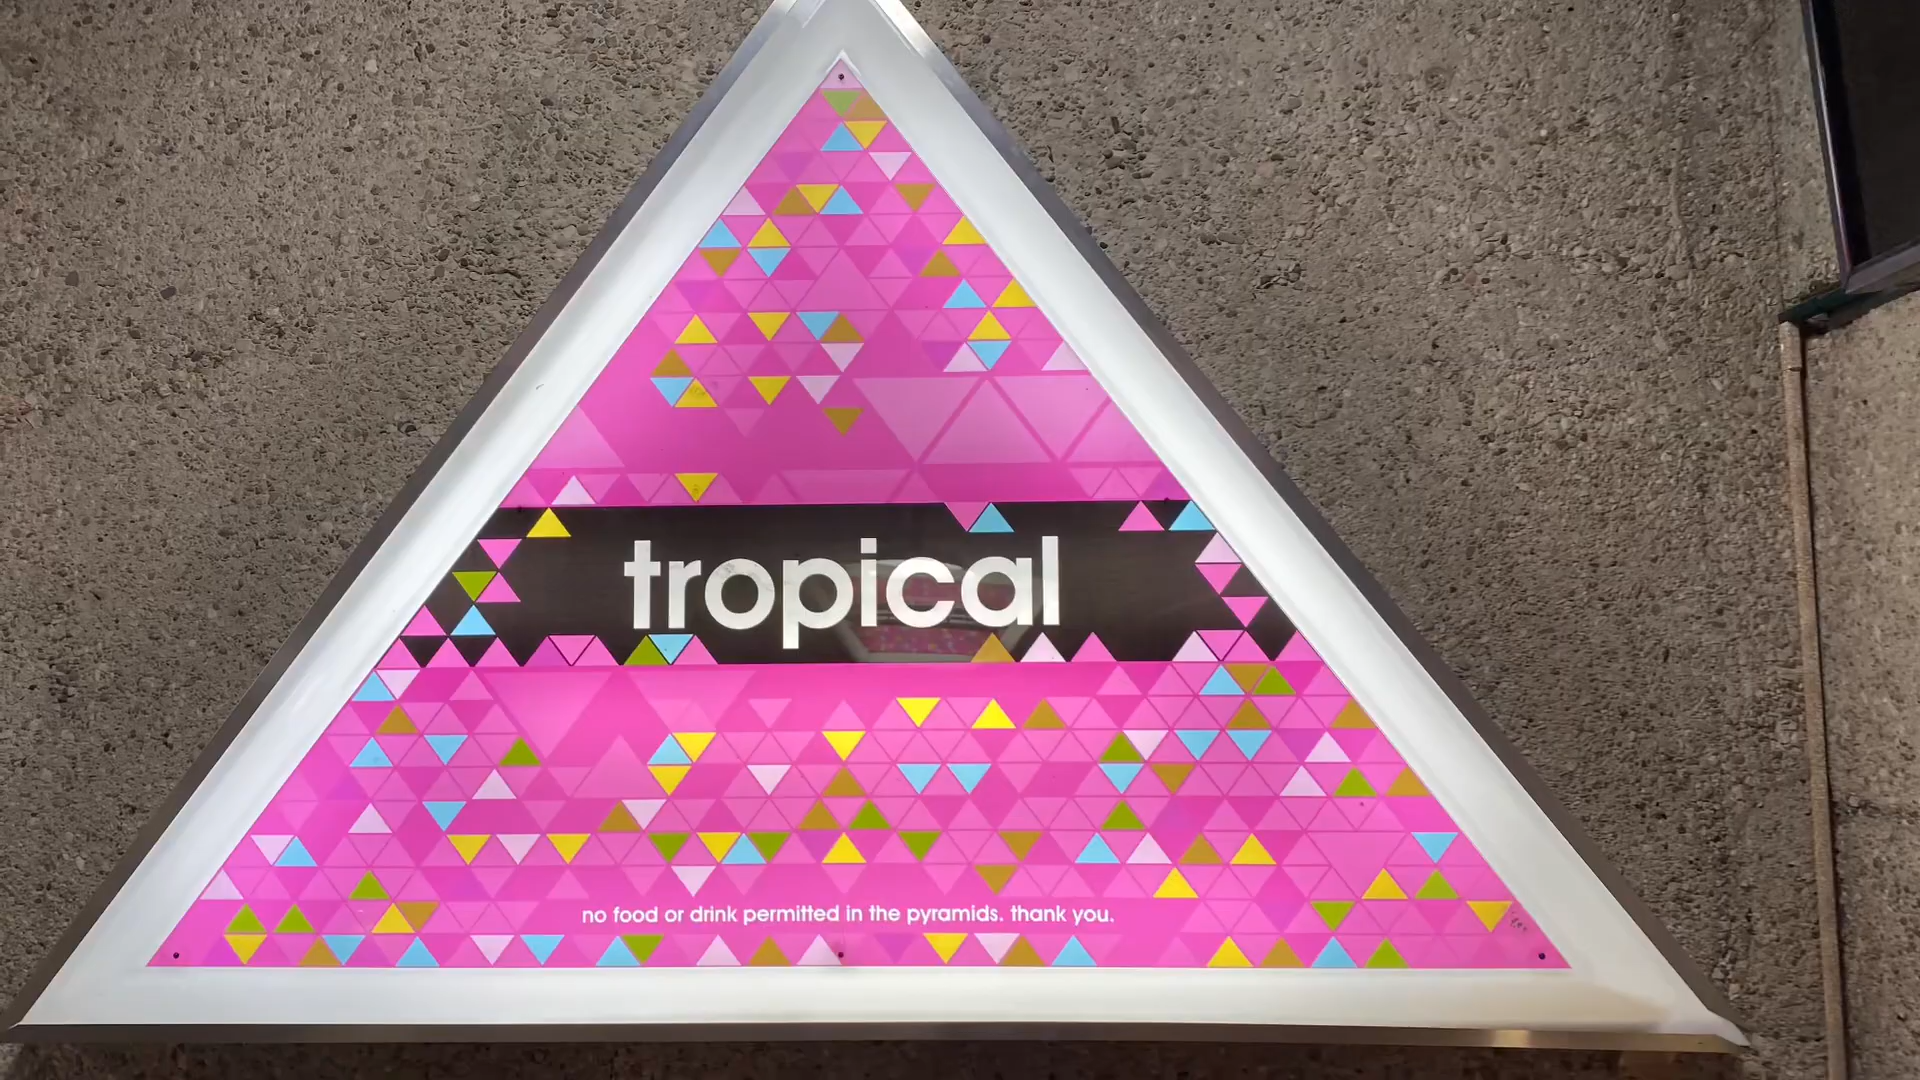 tropical
no food or drink permitted in the pyramids. thank you.